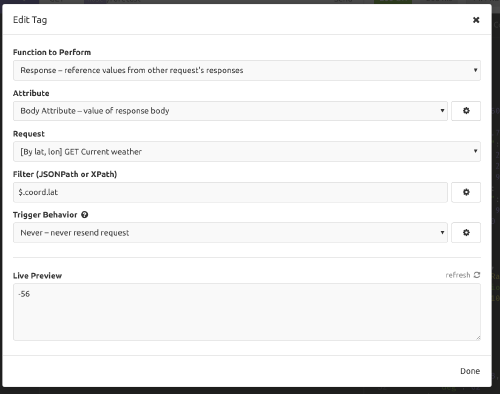 Edit Tag
Function to Perform
Response – reference values from other request's responses
Attribute
Body Attribute – value of response body
Request
[By lat, lon] GET Current weather
Filter (JSONPath or XPath)
$.coord.lat
Trigger Behavior
Never – never resend request
Live Preview
refresh
-56
Done